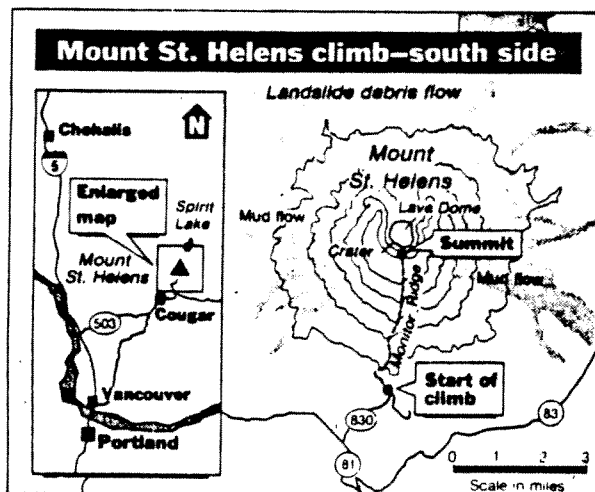 Mount St. Helens climb—south side
N
Chehalis
5
Enlarged
map
Spirit
Lake
Mount
St. Helens
Cougar
503
Vancouver
Portland
Landslide debris flow
Mount
St. Helens
Mud flow
Lava Dome
Crater
Summit
Mud flow
Monitor Ridge
Start of
climb
830
83
81
0 1 2 3
Scale in miles